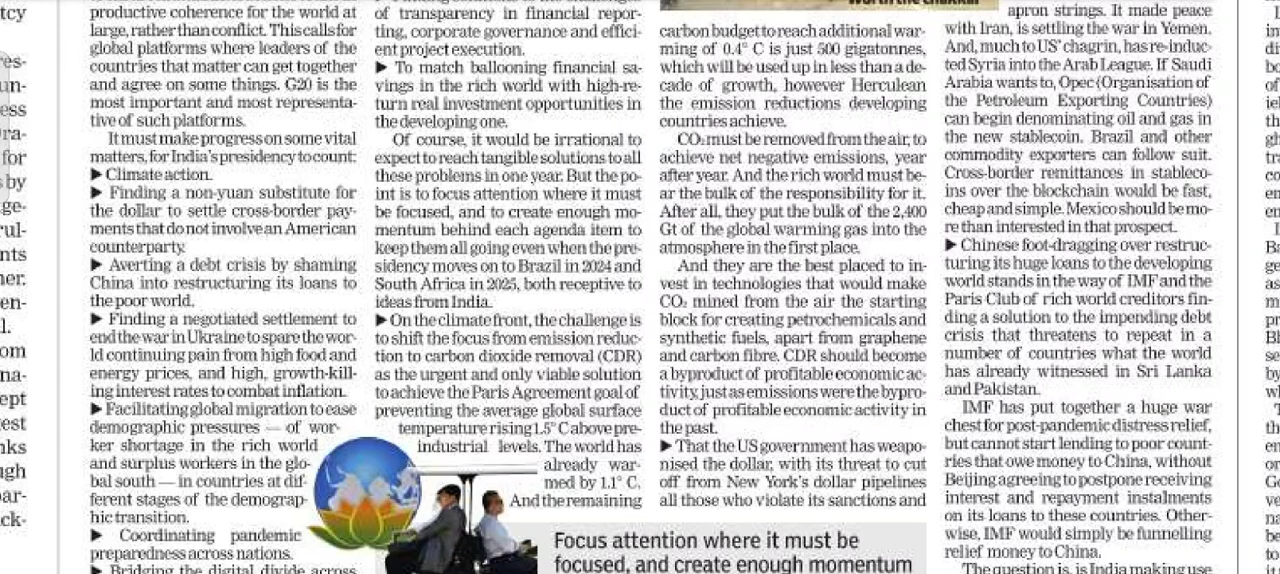 productive coherence for the world at
large, rather than conflict. This calls for
global platforms where leaders of the
countries that matter can get together
and agree on some things. G20 is the
most important and most representa-
tive of such platforms.
It must make progress on some vital
matters, for India's presidency to count:
▶ Climate action.
▶ Finding a non-yuan substitute for
the dollar to settle cross-border pay-
ments that do not involve an American
counterparty.
▶ Averting a debt crisis by shaming
China into restructuring its loans to
the poor world.
▶ Finding a negotiated settlement to
end the war in Ukraine to spare the wor-
ld continuing pain from high food and
energy prices, and high, growth-kill-
ing interest rates to combat inflation.
▶ Facilitating global migration to ease
demographic pressures — of wor-
ker shortage in the rich world
and surplus workers in the glo-
bal south — in countries at dif-
ferent stages of the demograp-
hic transition.
▶ Coordinating pandemic
preparedness across nations.
▶ Bridging the digital divide across
of transparency in financial repor-
ting, corporate governance and effici-
ent project execution.
▶ To match ballooning financial sa-
vings in the rich world with high-re-
turn real investment opportunities in
the developing one.
Of course, it would be irrational to
expect to reach tangible solutions to all
these problems in one year. But the po-
int is to focus attention where it must
be focused, and to create enough mo-
mentum behind each agenda item to
keep them all going even when the pre-
sidency moves on to Brazil in 2024 and
South Africa in 2025, both receptive to
ideas from India.
▶ On the climate front, the challenge is
to shift the focus from emission reduc-
tion to carbon dioxide removal (CDR)
as the urgent and only viable solution
to achieve the Paris Agreement goal of
preventing the average global surface
temperature rising 1.5° C above pre-
industrial levels. The world has
already war-
med by 1.1° C.
And the remaining
Worth the chakkar
carbon budget to reach additional war-
ming of 0.4° C is just 500 gigatonnes,
which will be used up in less than a de-
cade of growth, however Herculean
the emission reductions developing
countries achieve.
CO₂ must be removed from the air, to
achieve net negative emissions, year
after year. And the rich world must be-
ar the bulk of the responsibility for it.
After all, they put the bulk of the 2,400
Gt of the global warming gas into the
atmosphere in the first place.
And they are the best placed to in-
vest in technologies that would make
CO₂ mined from the air the starting
block for creating petrochemicals and
synthetic fuels, apart from graphene
and carbon fibre. CDR should become
a byproduct of profitable economic ac-
tivity, just as emissions were the bypro-
duct of profitable economic activity in
the past.
▶ That the US government has weapo-
nised the dollar, with its threat to cut
off from New York's dollar pipelines
all those who violate its sanctions and
Focus attention where it must be
focused, and create enough momentum
apron strings. It made peace
with Iran, is settling the war in Yemen.
And, much to US' chagrin, has re-induc-
ted Syria into the Arab League. If Saudi
Arabia wants to, Opec (Organisation of
the Petroleum Exporting Countries)
can begin denominating oil and gas in
the new stablecoin. Brazil and other
commodity exporters can follow suit.
Cross-border remittances in stableco-
ins over the blockchain would be fast,
cheap and simple. Mexico should be mo-
re than interested in that prospect.
▶ Chinese foot-dragging over restruc-
turing its huge loans to the developing
world stands in the way of IMF and the
Paris Club of rich world creditors fin-
ding a solution to the impending debt
crisis that threatens to repeat in a
number of countries what the world
has already witnessed in Sri Lanka
and Pakistan.
IMF has put together a huge war
chest for post-pandemic distress relief,
but cannot start lending to poor count-
ries that owe money to China, without
Beijing agreeing to postpone receiving
interest and repayment instalments
on its loans to these countries. Other-
wise, IMF would simply be funnelling
relief money to China.
The question is, is India making use